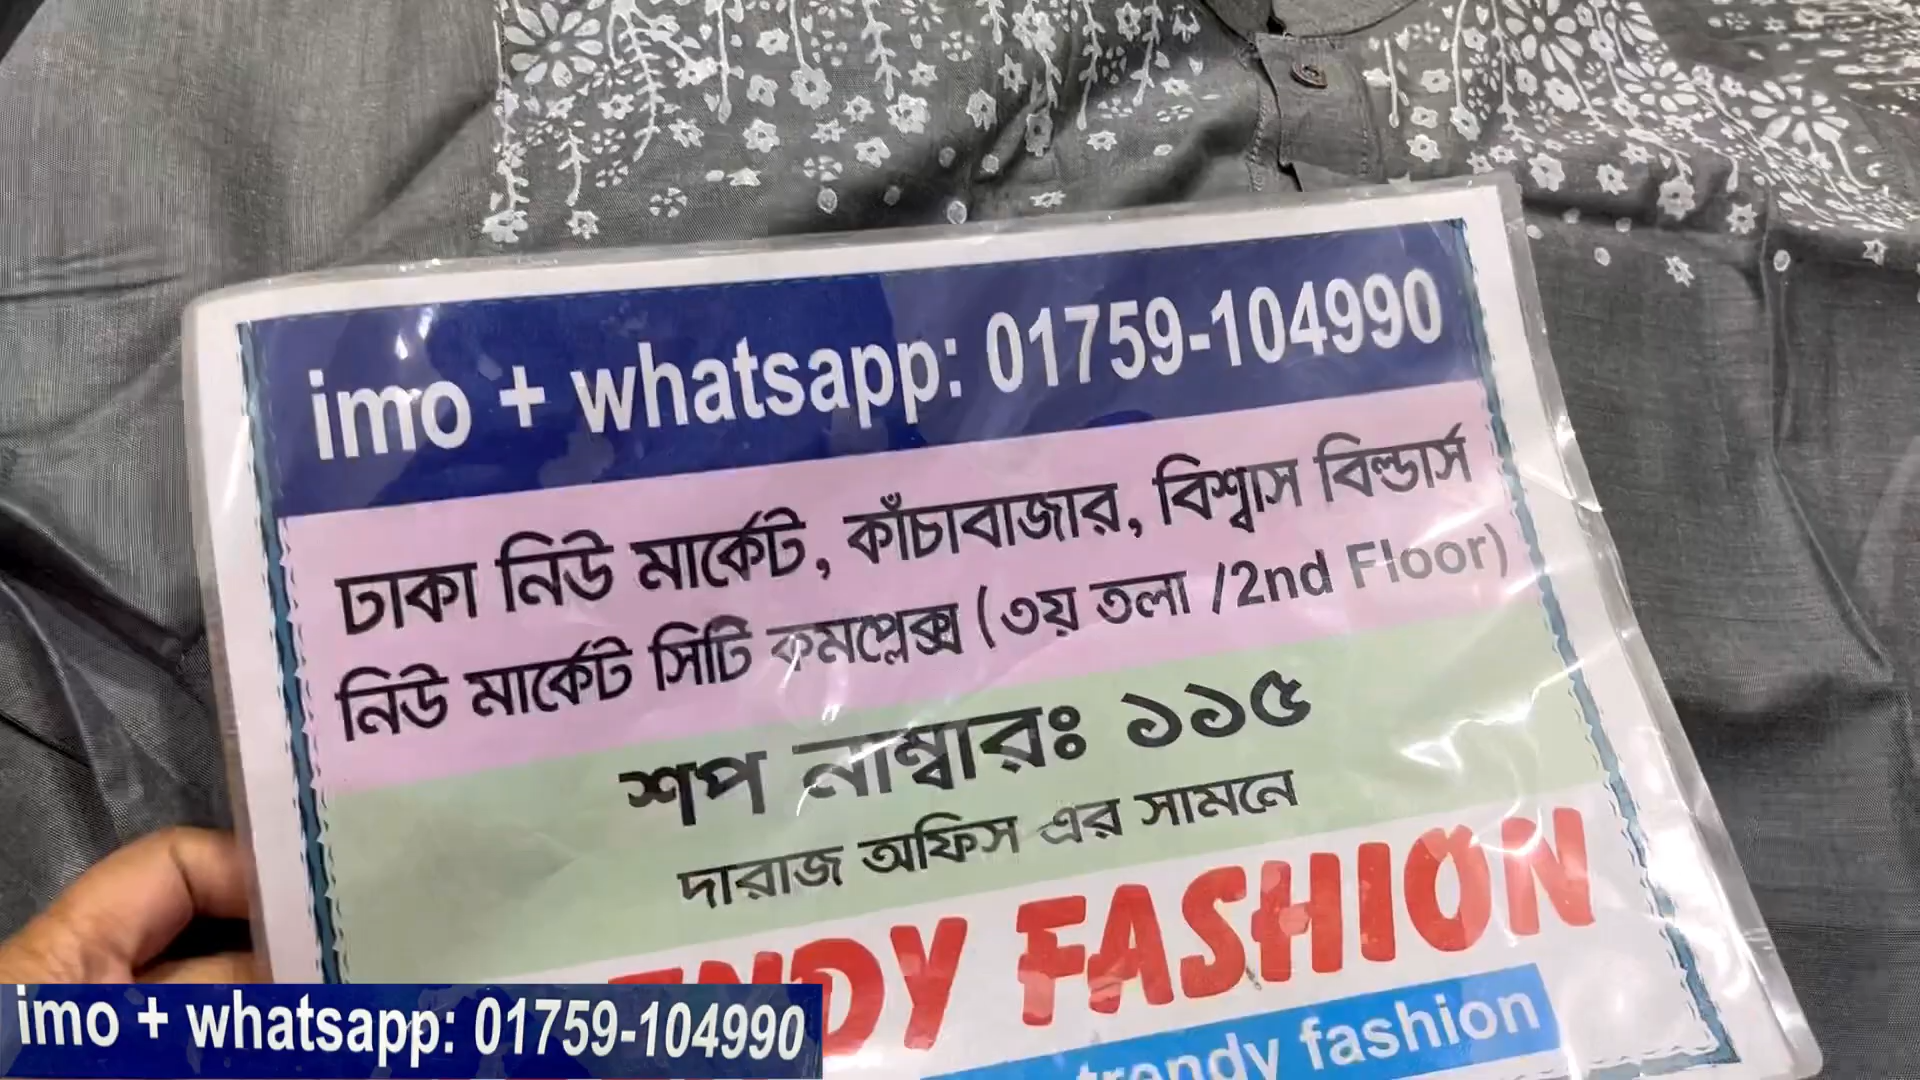 imo + whatsapp: 01759-104990
ঢাকা নিউ মার্কেট, কাঁচাবাজার, বিশ্বাস বিল্ডার্স
নিউ মার্কেট সিটি কমপ্লেক্স (৩য় তলা /2nd Floor)
শপ নাম্বারঃ ১১৫
দারাজ অফিস এর সামনে
FASHION
trendy fashion
imo + whatsapp: 01759-104990